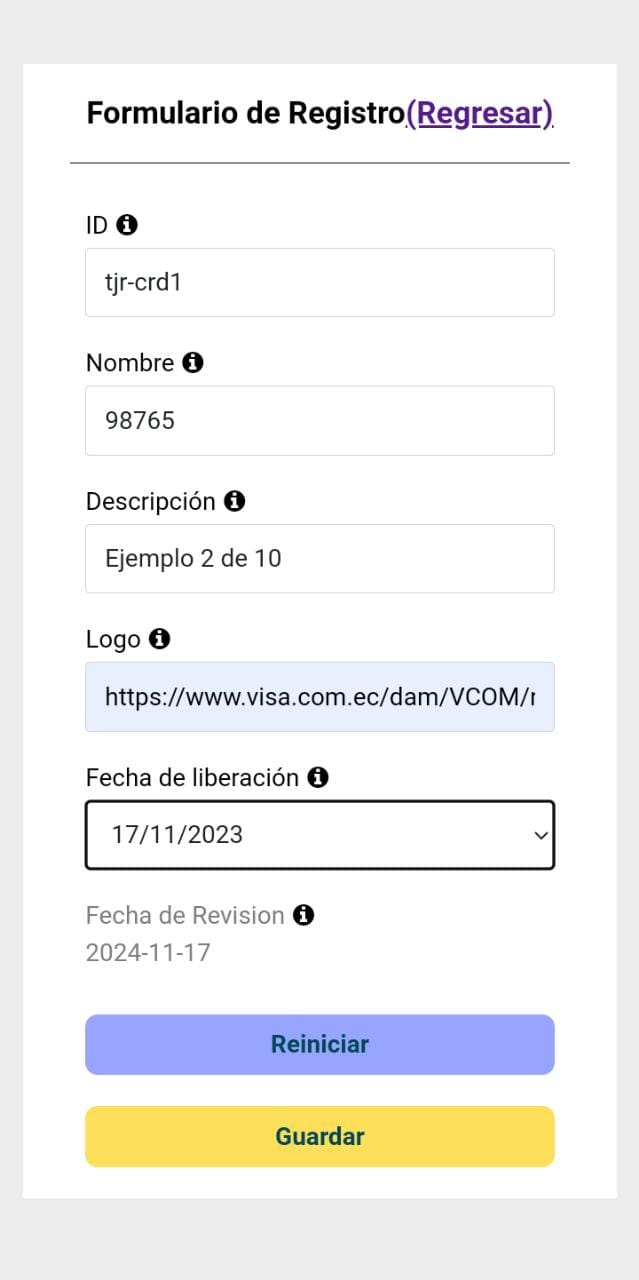 Formulario de Registro(Regresar)
ID
tjr-crd1
Nombre
98765
Descripción
Ejemplo 2 de 10
Logo
https://www.visa.com.ec/dam/VCOM/r
Fecha de liberación
17/11/2023
Fecha de Revision
2024-11-17
Reiniciar
Guardar